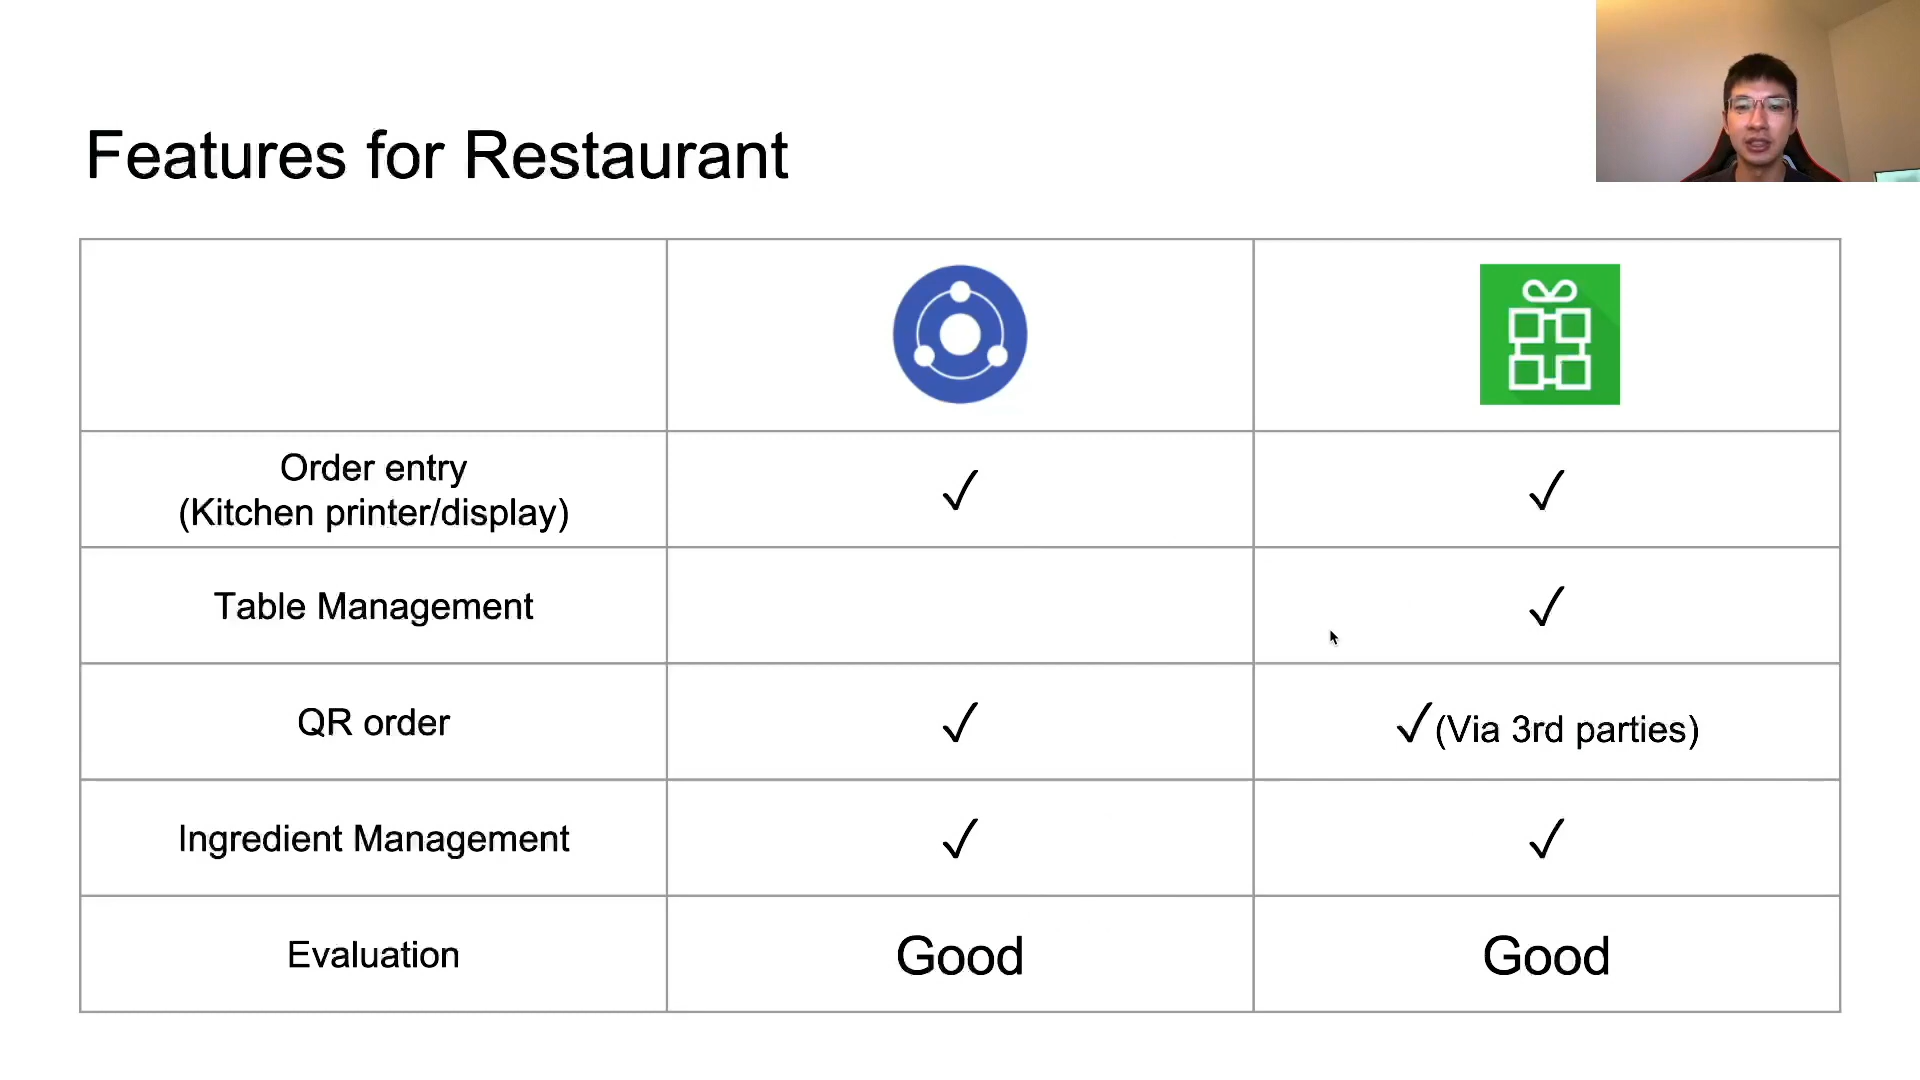 Features for Restaurant
Order entry
(Kitchen printer/display)
✓ ✓
Table Management ✓
QR order ✓ ✓(Via 3rd parties)
Ingredient Management ✓ ✓
Evaluation Good Good